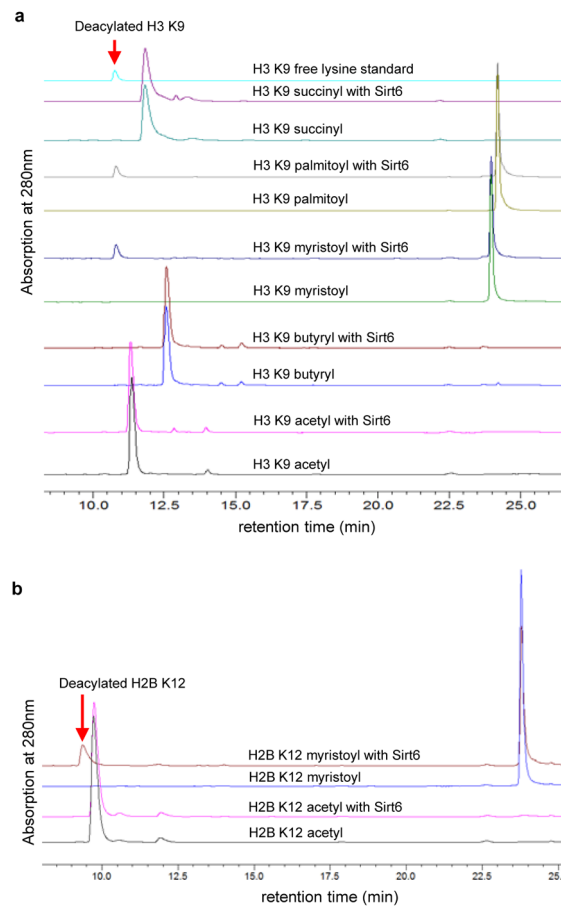 a
Deacylated H3 K9
H3 K9 free lysine standard
H3 K9 succinyl with Sirt6
H3 K9 succinyl
H3 K9 palmitoyl with Sirt6
H3 K9 palmitoyl
H3 K9 myristoyl with Sirt6
H3 K9 myristoyl
H3 K9 butyryl with Sirt6
H3 K9 butyryl
H3 K9 acetyl with Sirt6
H3 K9 acetyl
Absorption at 280nm
10.0 12.5 15.0 17.5 20.0 22.5 25.0
retention time (min)
b
Deacylated H2B K12
H2B K12 myristoyl with Sirt6
H2B K12 myristoyl
H2B K12 acetyl with Sirt6
H2B K12 acetyl
Absorption at 280nm
10.0 12.5 15.0 17.5 20.0 22.5 25.
retention time (min)